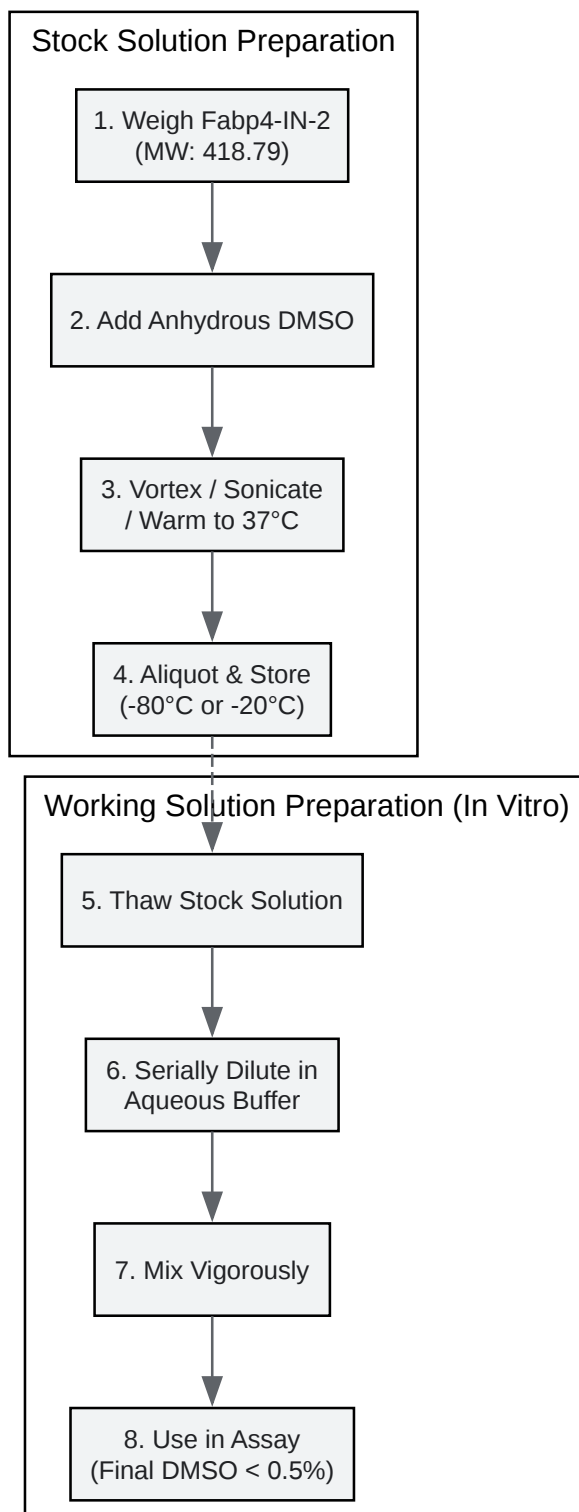 Stock Solution Preparation
1. Weigh Fabp4-IN-2
(MW: 418.79)
2. Add Anhydrous DMSO
3. Vortex / Sonicate
/ Warm to 37°C
4. Aliquot & Store
(-80°C or -20°C)
Working Solution Preparation (In Vitro)
5. Thaw Stock Solution
6. Serially Dilute in
Aqueous Buffer
7. Mix Vigorously
8. Use in Assay
(Final DMSO < 0.5%)